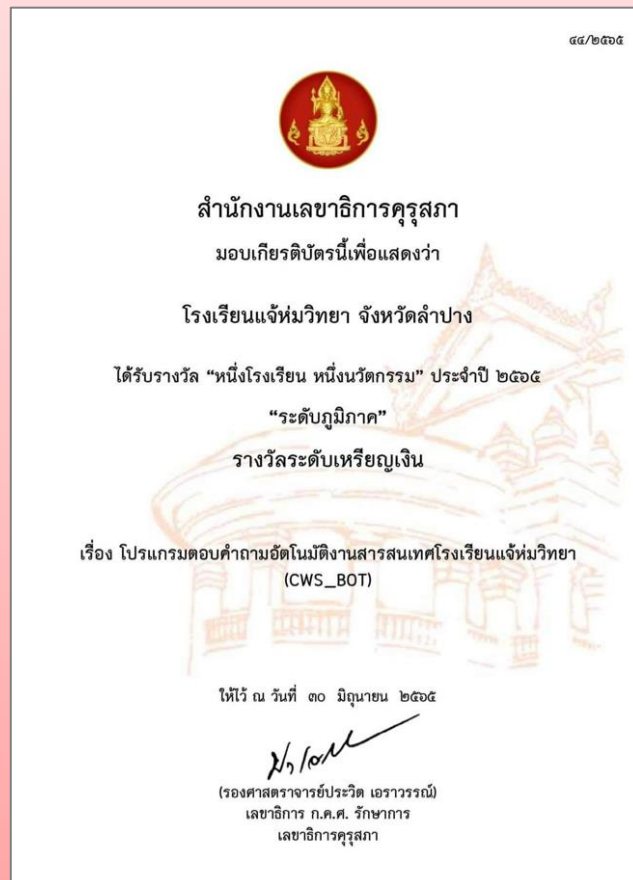 ๔๔/๒๕๖๕
สำนักงานเลขาธิการคุรุสภา
มอบเกียรติบัตรนี้เพื่อแสดงว่า
โรงเรียนแจ้ห่มวิทยา จังหวัดลำปาง
ได้รับรางวัล “หนึ่งโรงเรียน หนึ่งนวัตกรรม” ประจำปี ๒๕๖๕
“ระดับภูมิภาค”
รางวัลระดับเหรียญเงิน
เรื่อง โปรแกรมตอบคำถามอัตโนมัติงานสารสนเทศโรงเรียนแจ้ห่มวิทยา
(CWS_BOT)
ให้ไว้ ณ วันที่ ๓๐ มิถุนายน ๒๕๖๕
(รองศาสตราจารย์ประวิต เอราวรรณ์)
เลขาธิการ ก.ค.ศ. รักษาการ
เลขาธิการคุรุสภา